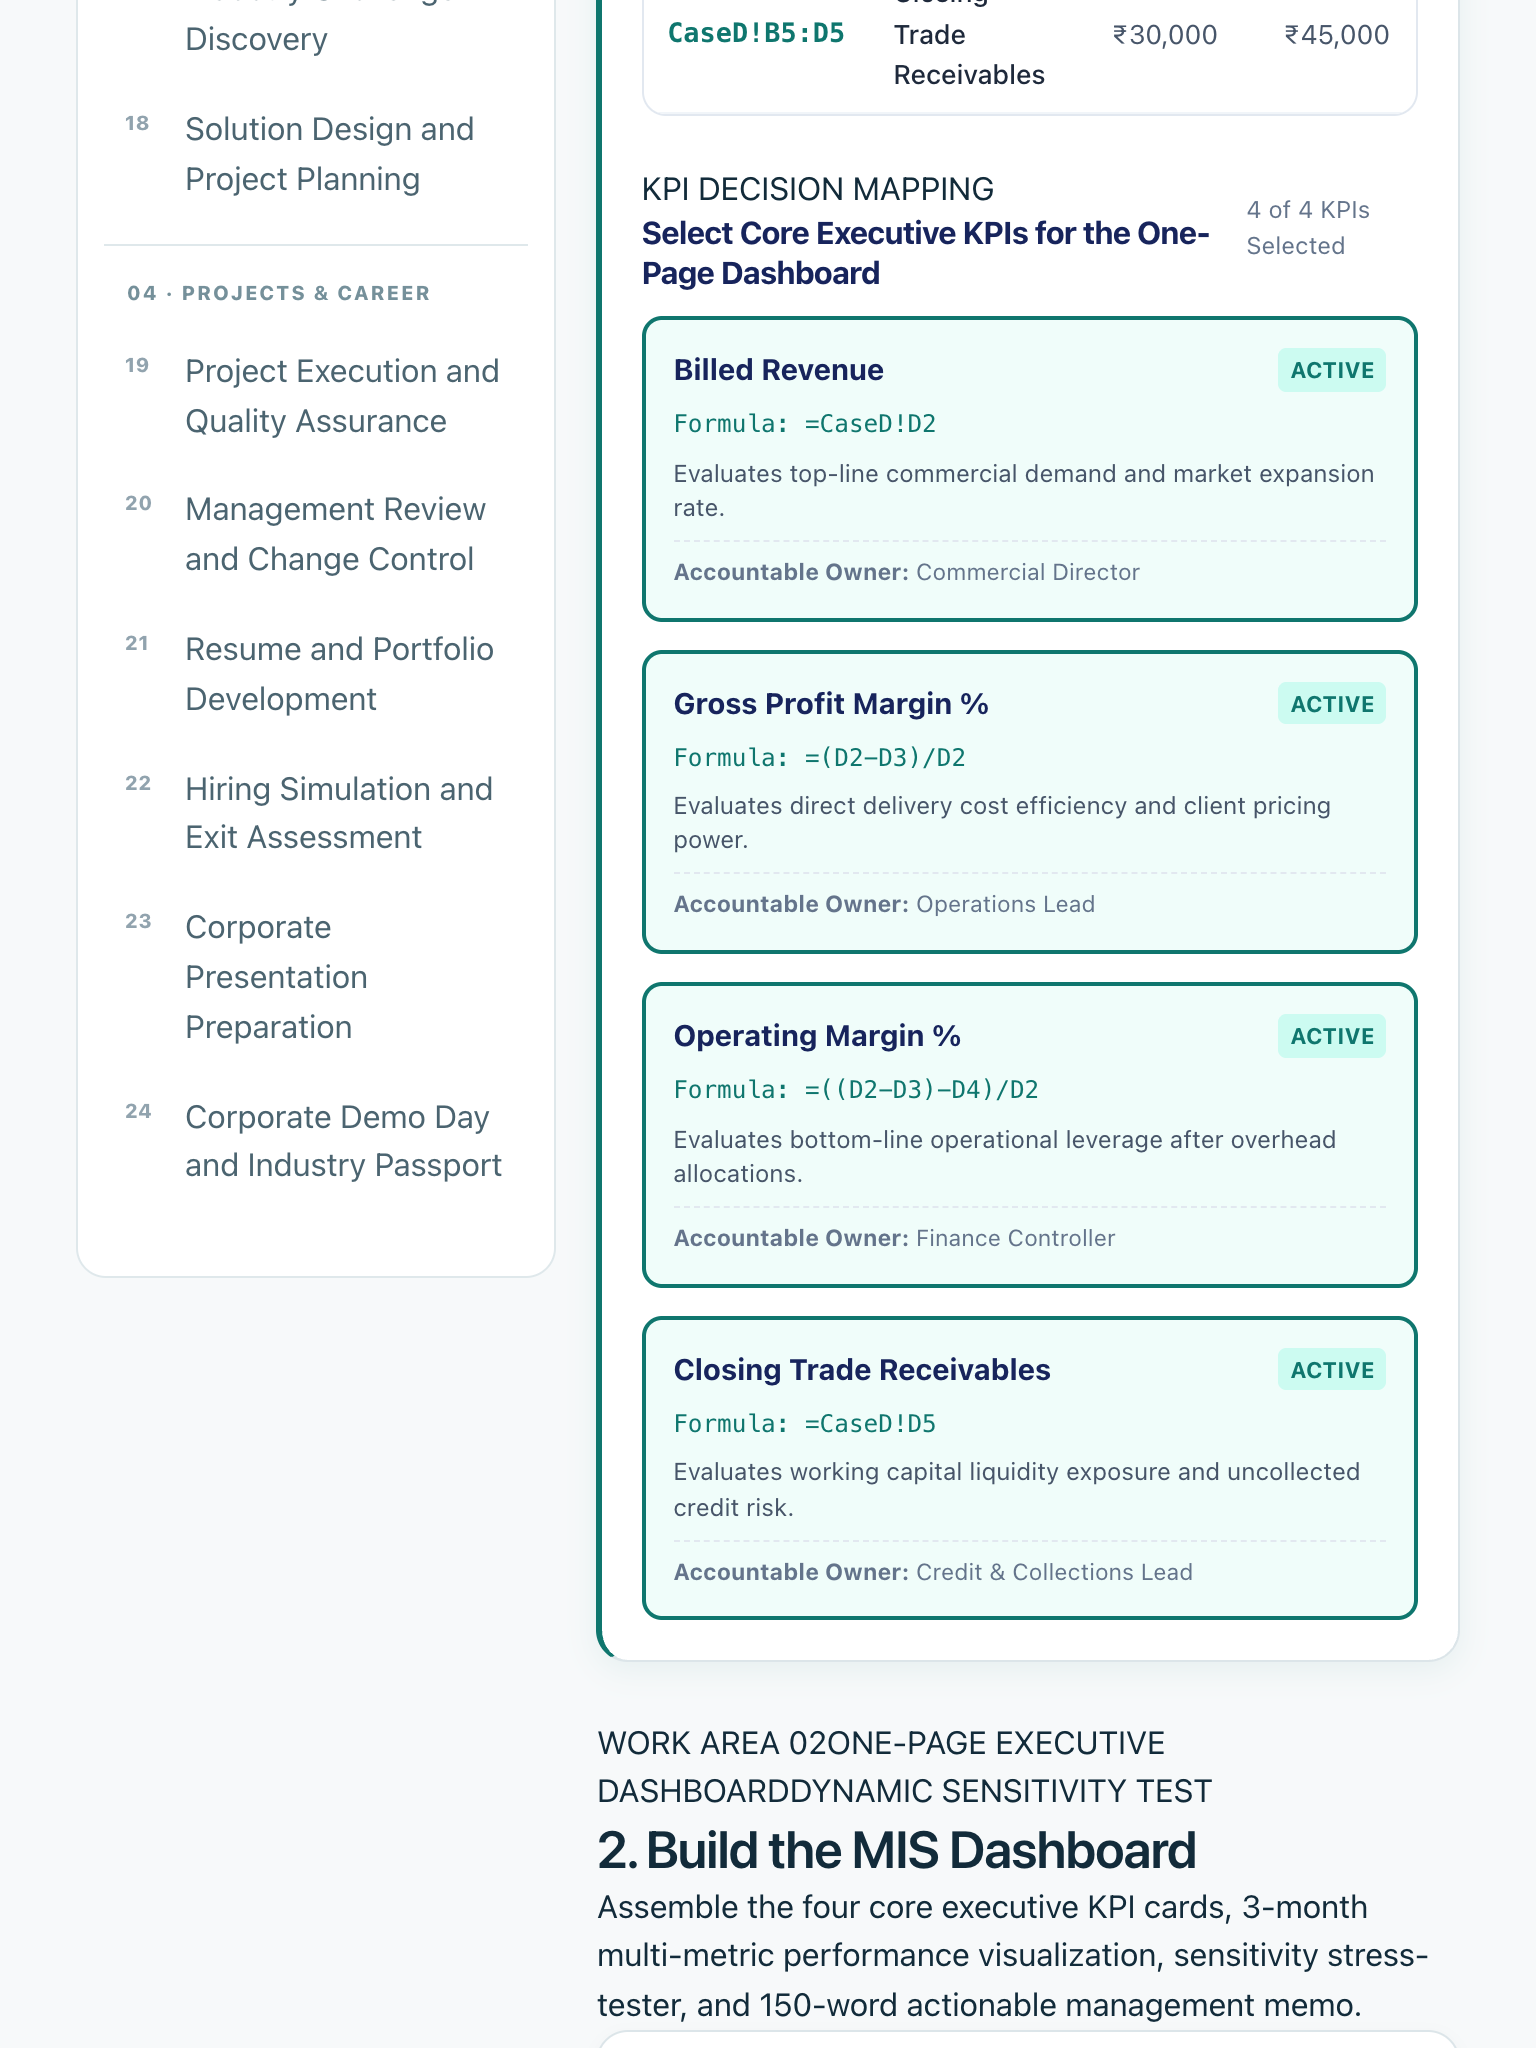 Discovery
18 Solution Design and
Project Planning
04 · PROJECTS & CAREER
19 Project Execution and
Quality Assurance
20 Management Review
and Change Control
21 Resume and Portfolio
Development
22 Hiring Simulation and
Exit Assessment
23 Corporate
Presentation
Preparation
24 Corporate Demo Day
and Industry Passport
Closing
CaseD!B5:D5 Trade ₹30,000 ₹45,000
Receivables
KPI DECISION MAPPING
Select Core Executive KPIs for the One-
Page Dashboard
4 of 4 KPIs
Selected
Billed Revenue ACTIVE
Formula: =CaseD!D2
Evaluates top-line commercial demand and market expansion
rate.
Accountable Owner: Commercial Director
Gross Profit Margin % ACTIVE
Formula: =(D2−D3)/D2
Evaluates direct delivery cost efficiency and client pricing
power.
Accountable Owner: Operations Lead
Operating Margin % ACTIVE
Formula: =((D2−D3)−D4)/D2
Evaluates bottom-line operational leverage after overhead
allocations.
Accountable Owner: Finance Controller
Closing Trade Receivables ACTIVE
Formula: =CaseD!D5
Evaluates working capital liquidity exposure and uncollected
credit risk.
Accountable Owner: Credit & Collections Lead
WORK AREA 02ONE-PAGE EXECUTIVE
DASHBOARDDYNAMIC SENSITIVITY TEST
2. Build the MIS Dashboard
Assemble the four core executive KPI cards, 3-month
multi-metric performance visualization, sensitivity stress-
tester, and 150-word actionable management memo.